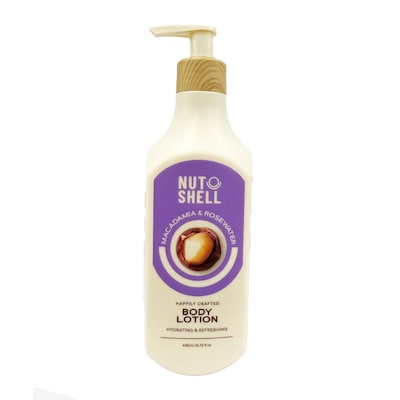 NUT
SHELL
MACADAMIA & ROSEWATER
HAPPILY CRAFTED
BODY
LOTION
HYDRATING & REFRESHING